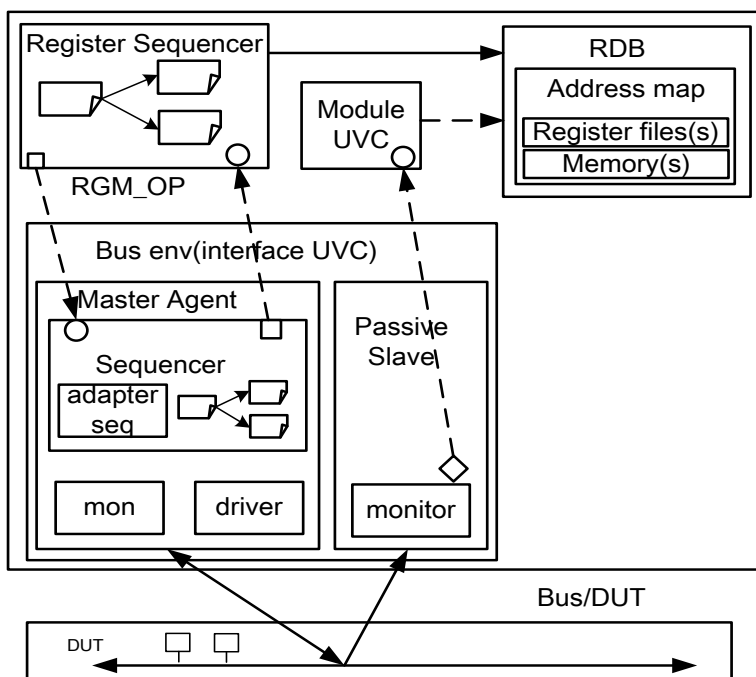 Register Sequencer
RDB
Address map
Register files(s)
Memory(s)
Module
UVC
RGM_OP
Bus env(interface UVC)
Master Agent
Sequencer
adapter
seq
mon
driver
Passive
Slave
monitor
Bus/DUT
DUT